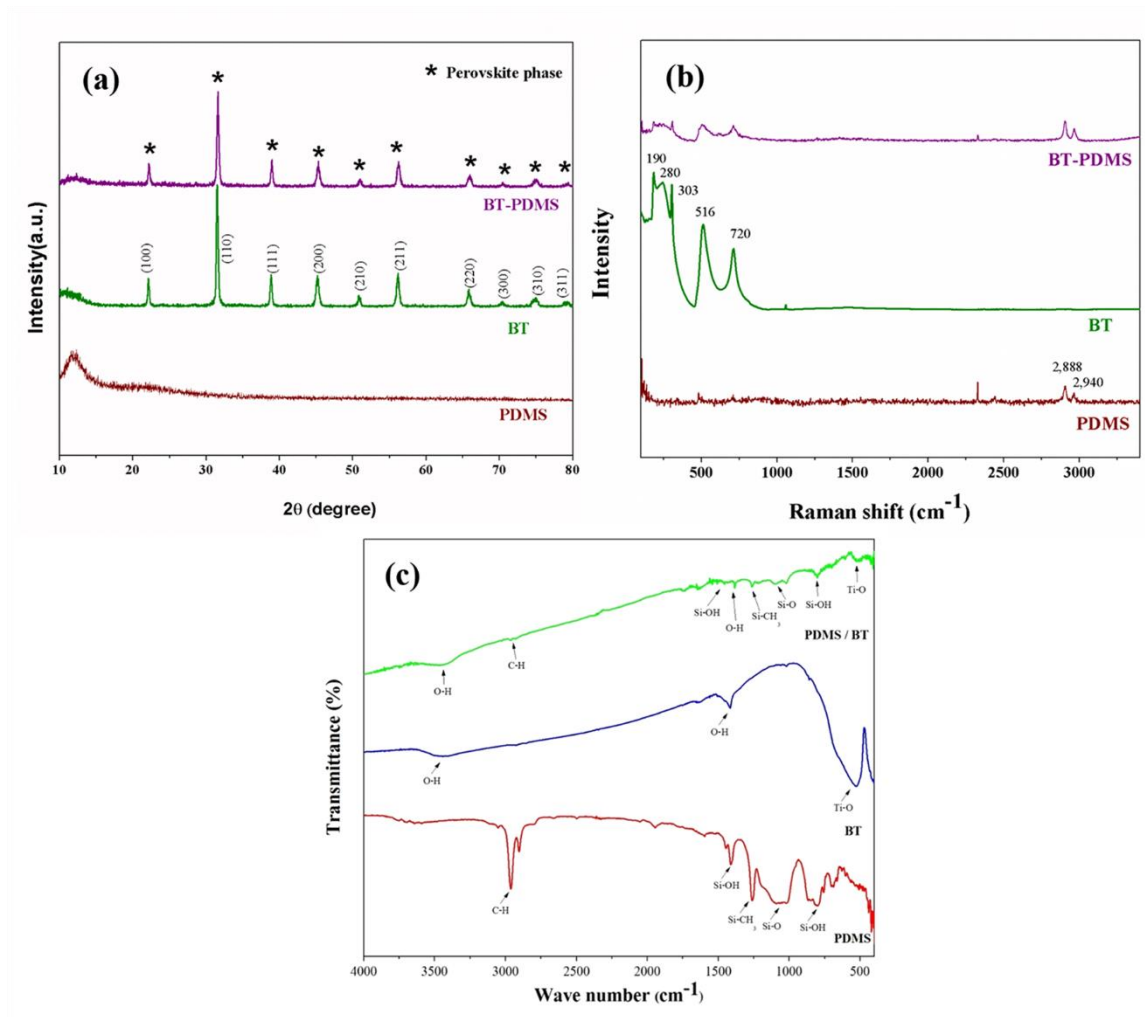 (a)
* Perovskite phase
* * * * * * * * * *
BT-PDMS
(100)
(110)
(111)
(200)
(210)
(211)
(220)
(300)
(310)
(311)
BT
PDMS
Intensity(a.u.)
10 20 30 40 50 60 70 80
2θ (degree)
(b)
BT-PDMS
190
280
303
516
720
BT
2,888
2,940
PDMS
Intensity
500 1000 1500 2000 2500 3000
Raman shift (cm-1)
(c)
O-H
C-H
Si-OH
O-H
Si-CH3
Si-O
Si-OH
Ti-O
PDMS / BT
O-H
O-H
Ti-O
BT
C-H
Si-OH
Si-CH3
Si-O
Si-OH
PDMS
Transmittance (%)
4000 3500 3000 2500 2000 1500 1000 500
Wave number (cm-1)